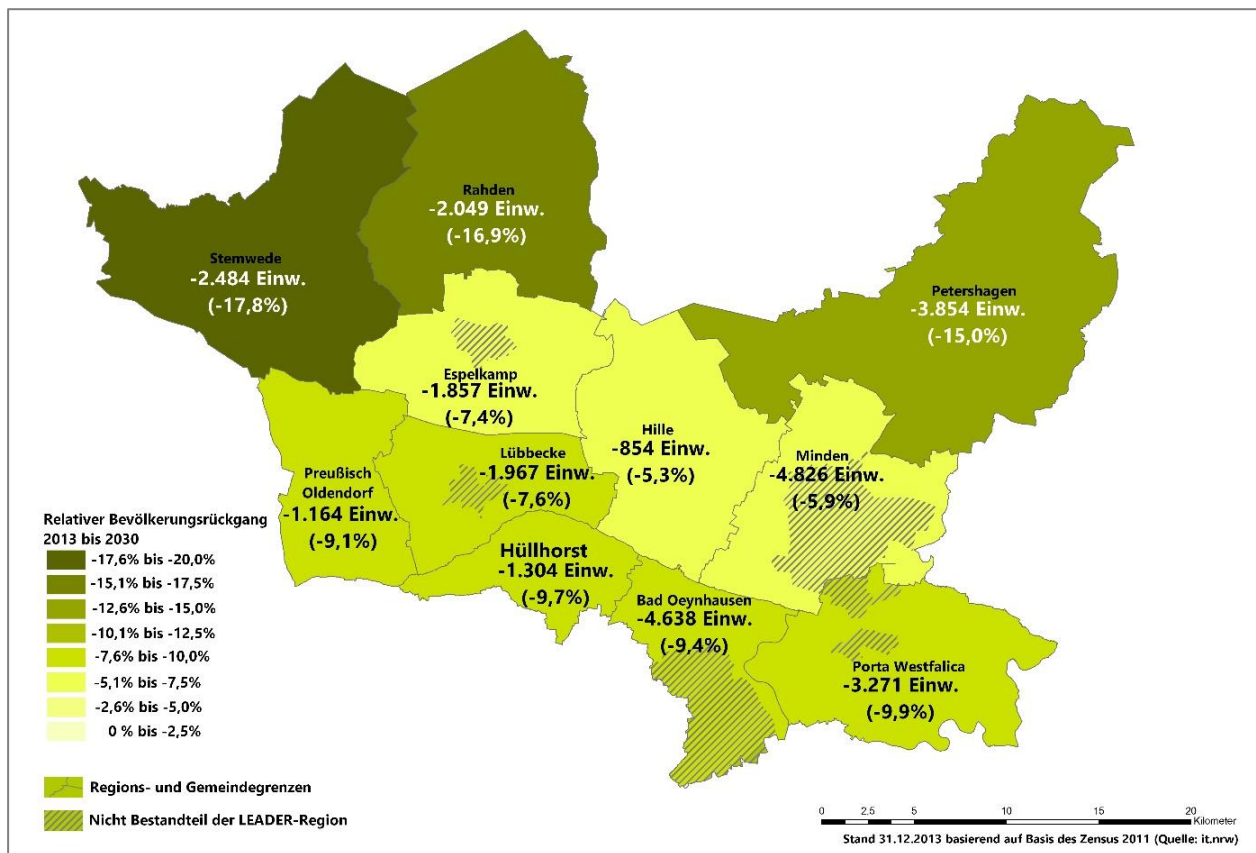 Rahden
-2.049 Einw.
(-16,9%)
Stemwede
-2.484 Einw.
(-17,8%)
Petershagen
-3.854 Einw.
(-15,0%)
Espelkamp
-1.857 Einw.
(-7,4%)
Hille
-854 Einw.
(-5,3%)
Minden
-4.826 Einw.
(-5,9%)
Lübbecke
-1.967 Einw.
(-7,6%)
Preußisch
Oldendorf
-1.164 Einw.
(-9,1%)
Hüllhorst
-1.304 Einw.
(-9,7%)
Bad Oeynhausen
-4.638 Einw.
(-9,4%)
Porta Westfalica
-3.271 Einw.
(-9,9%)
Relativer Bevölkerungsrückgang
2013 bis 2030
-17,6% bis -20,0%
-15,1% bis -17,5%
-12,6% bis -15,0%
-10,1% bis -12,5%
-7,6% bis -10,0%
-5,1% bis -7,5%
-2,6% bis -5,0%
0 % bis -2,5%
Regions- und Gemeindegrenzen
Nicht Bestandteil der LEADER-Region
0 2.5 5 10 15 20
Kilometer
Stand 31.12.2013 basierend auf Basis des Zensus 2011 (Quelle: it.nrw)